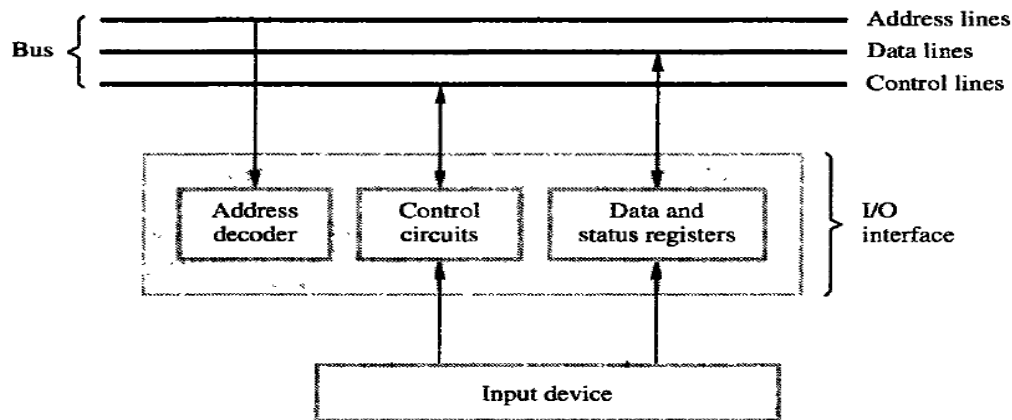 Address lines
Bus
Data lines
Control lines
Address
decoder
Control
circuits
Data and
status registers
I/O
interface
Input device